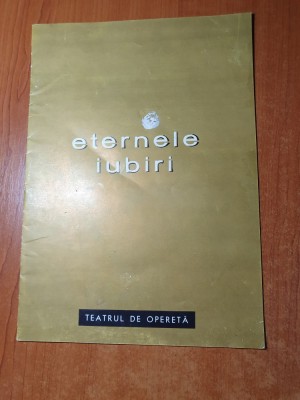 eternele
iubiri
TEATRUL DE OPERETĂ